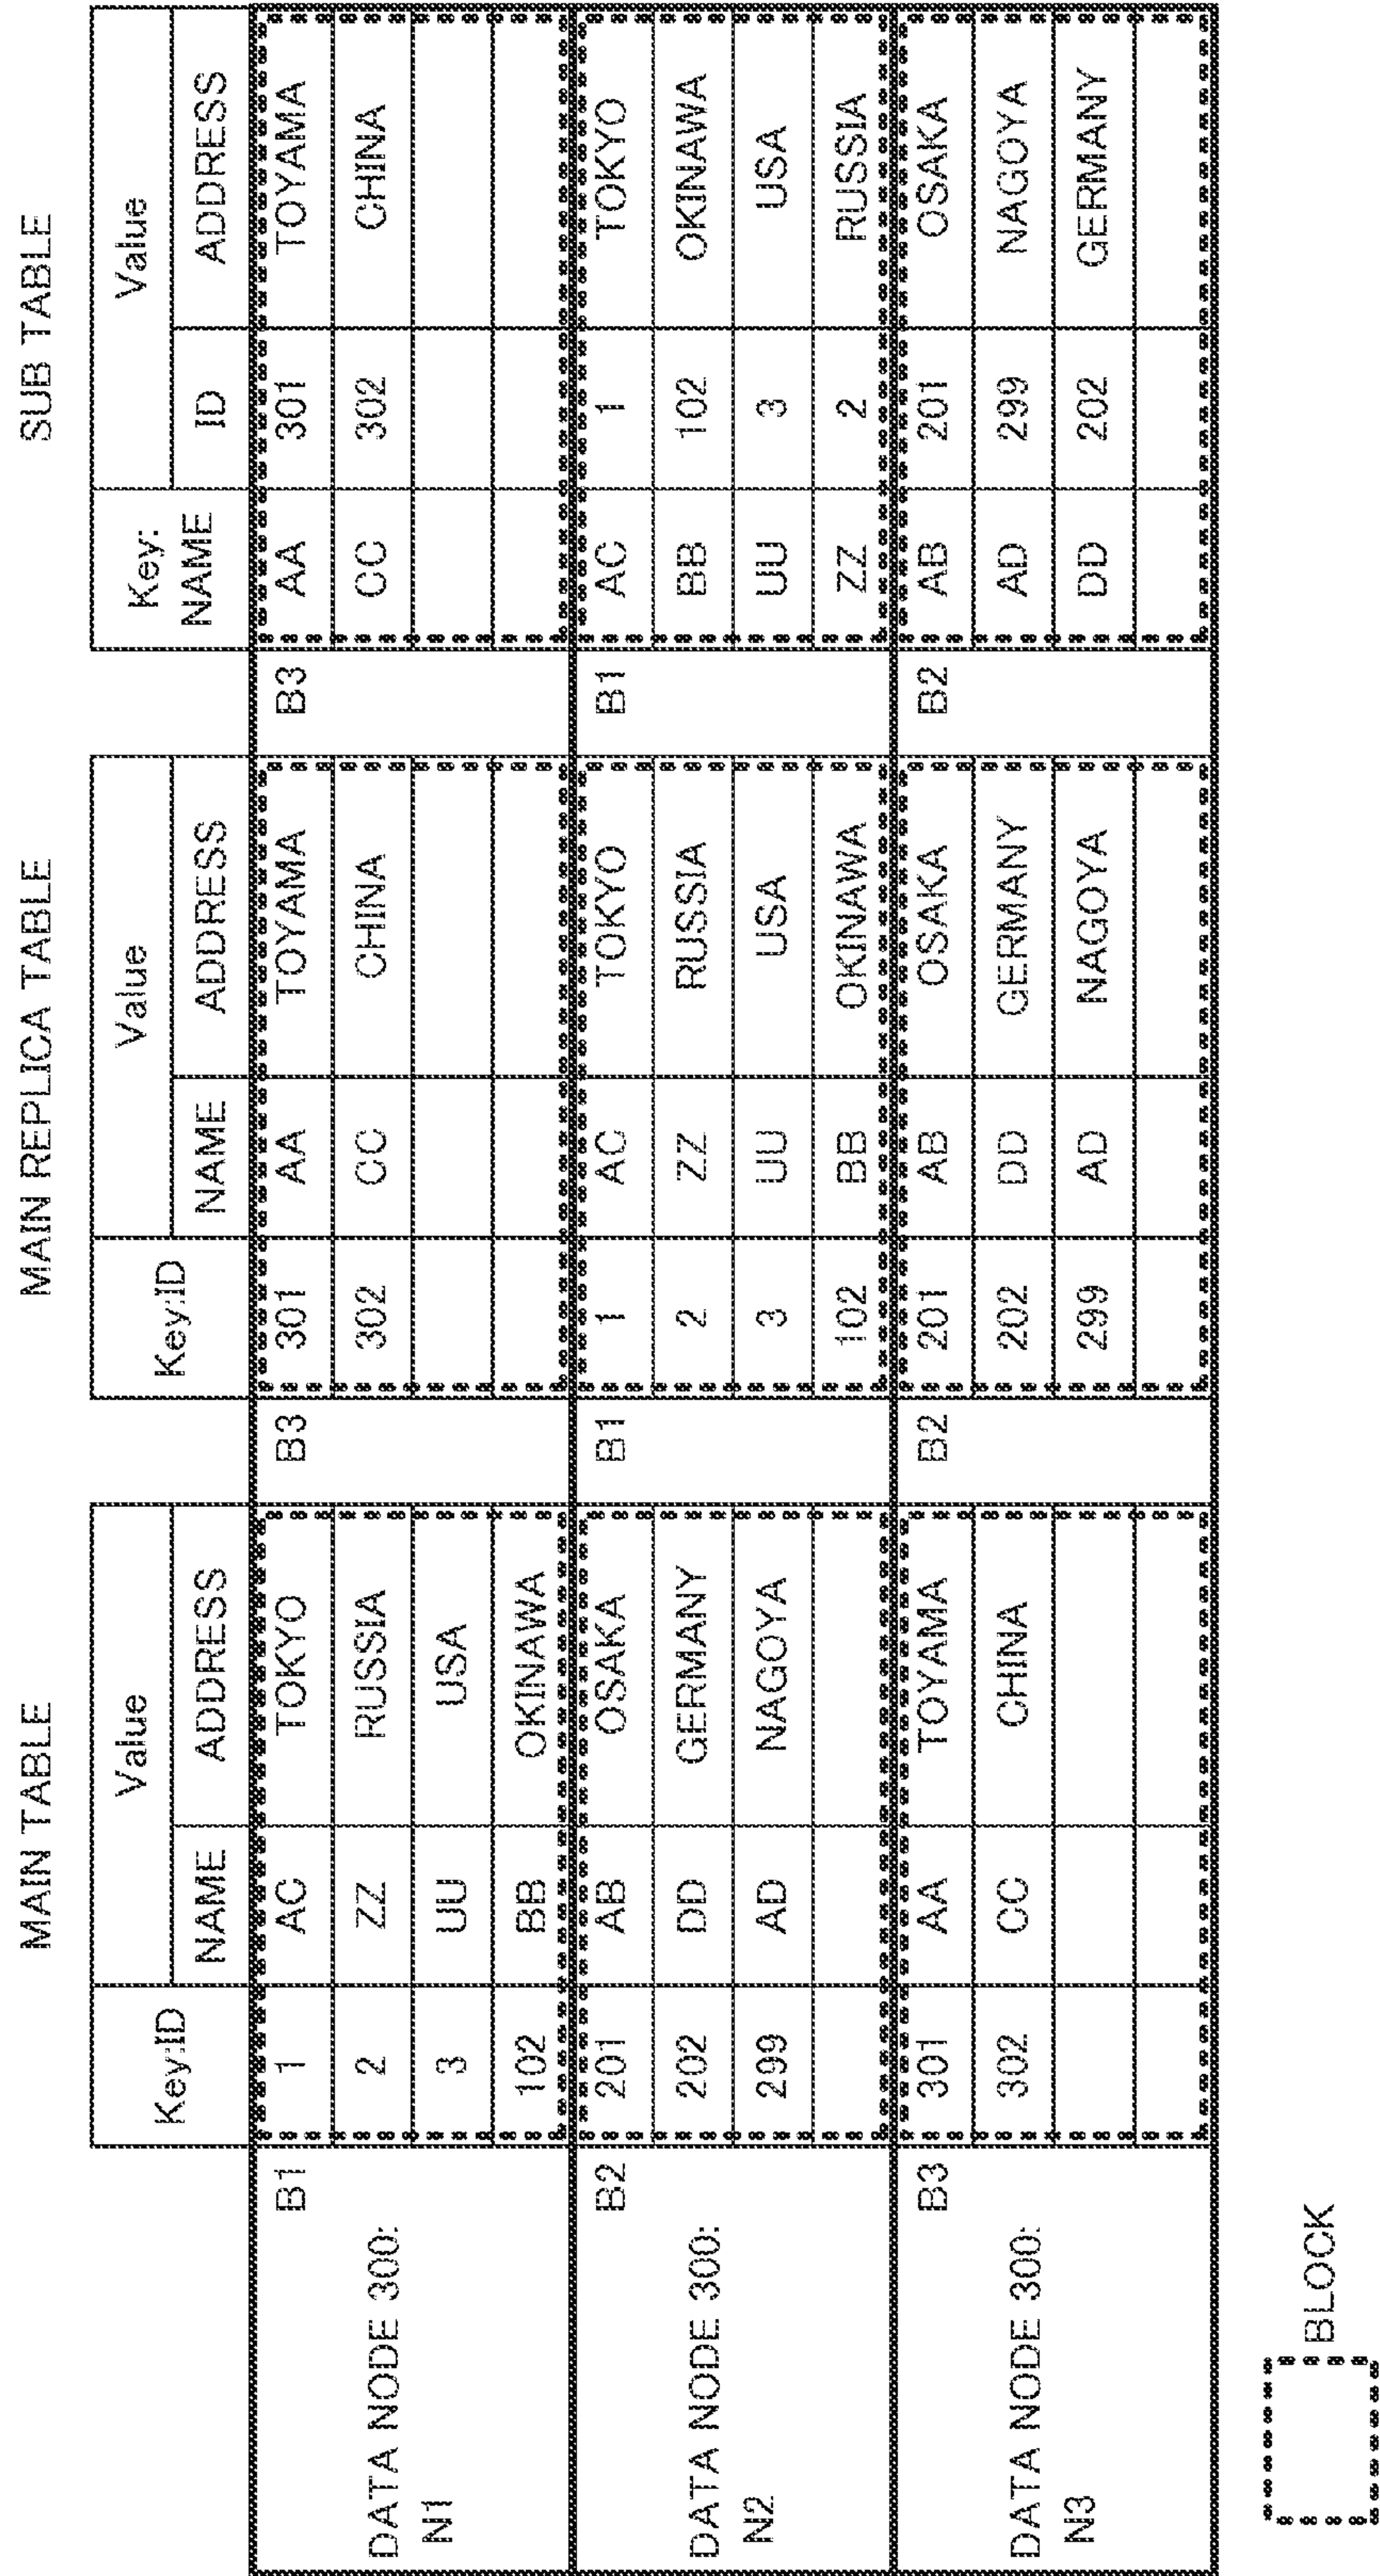 MAIN TABLE MAIN REPLICA TABLE SUB TABLE
Key:ID Value Key:ID Value Key: NAME Value
NAME ADDRESS NAME ADDRESS ID ADDRESS
DATA NODE 300: N1
B1 1 AC TOKYO B3 301 AA TOYAMA B3 AA 301 TOYAMA
2 ZZ RUSSIA 302 CC CHINA CC 302 CHINA
3 UU USA
102 BB OKINAWA
DATA NODE 300: N2
B2 201 AB OSAKA B1 1 AC TOKYO B1 AC 1 TOKYO
202 DD GERMANY 2 ZZ RUSSIA BB 102 OKINAWA
299 AD NAGOYA 3 UU USA UU 3 USA
102 BB OKINAWA ZZ 2 RUSSIA
DATA NODE 300: N3
B3 301 AA TOYAMA B2 201 AB OSAKA B2 AB 201 OSAKA
302 CC CHINA 202 DD GERMANY AD 299 NAGOYA
299 AD NAGOYA DD 202 GERMANY
BLOCK